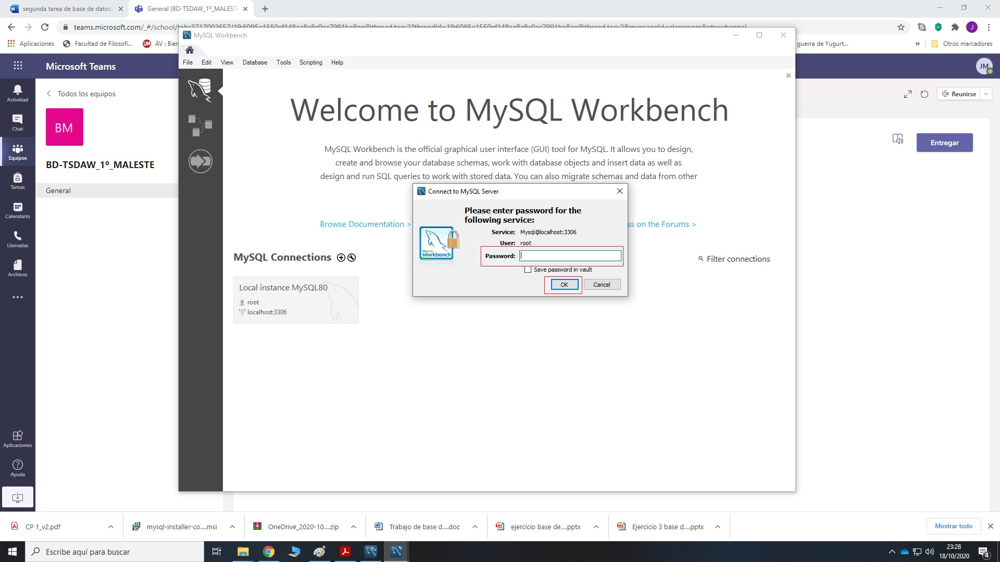 segunda tarea de base de datos.
General (BD-TSDAW_1º_MALESTE
Aplicaciones
Facultad de Filosofí...
AV : Bier
guerra de Yugurt...
Otros marcadores
MySQL Workbench
File Edit View Database Tools Scripting Help
Microsoft Teams
JM
Actividad
Chat
Equipos
Tareas
Calendario
Llamadas
Archivos
Aplicaciones
Ayuda
Todos los equipos
BM
BD-TSDAW_1º_MALESTE
General
Reunirse
Entregar
Welcome to MySQL Workbench
MySQL Workbench is the official graphical user interface (GUI) tool for MySQL. It allows you to design,
create and browse your database schemas, work with database objects and insert data as well as
design and run SQL queries to work with stored data. You can also migrate schemas and data from other
Browse Documentation >
ss on the Forums >
MySQL Connections
Filter connections
Local instance MySQL80
root
localhost:3306
Connect to MySQL Server
Please enter password for the
following service:
Service: Mysql@localhost:3306
User: root
Password:
Save password in vault
OK Cancel
MySQL
Workbench
CP 1_v2.pdf
mysql-installer-co....msi
OneDrive_2020-10....zip
Trabajo de base d....doc
ejercicio base de....pptx
Ejercicio 3 base d....pptx
Mostrar todo
Escribe aquí para buscar
23:28
18/10/2020
4